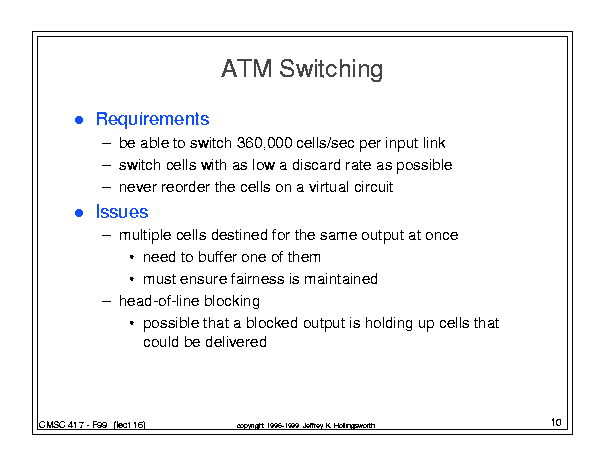 ATM Switching
● Requirements
– be able to switch 360,000 cells/sec per input link
– switch cells with as low a discard rate as possible
– never reorder the cells on a virtual circuit
● Issues
– multiple cells destined for the same output at once
• need to buffer one of them
• must ensure fairness is maintained
– head-of-line blocking
• possible that a blocked output is holding up cells that
could be delivered
CMSC 417 - F99 (lect 16)
copyright 1996-1999 Jeffrey K. Hollingsworth
10